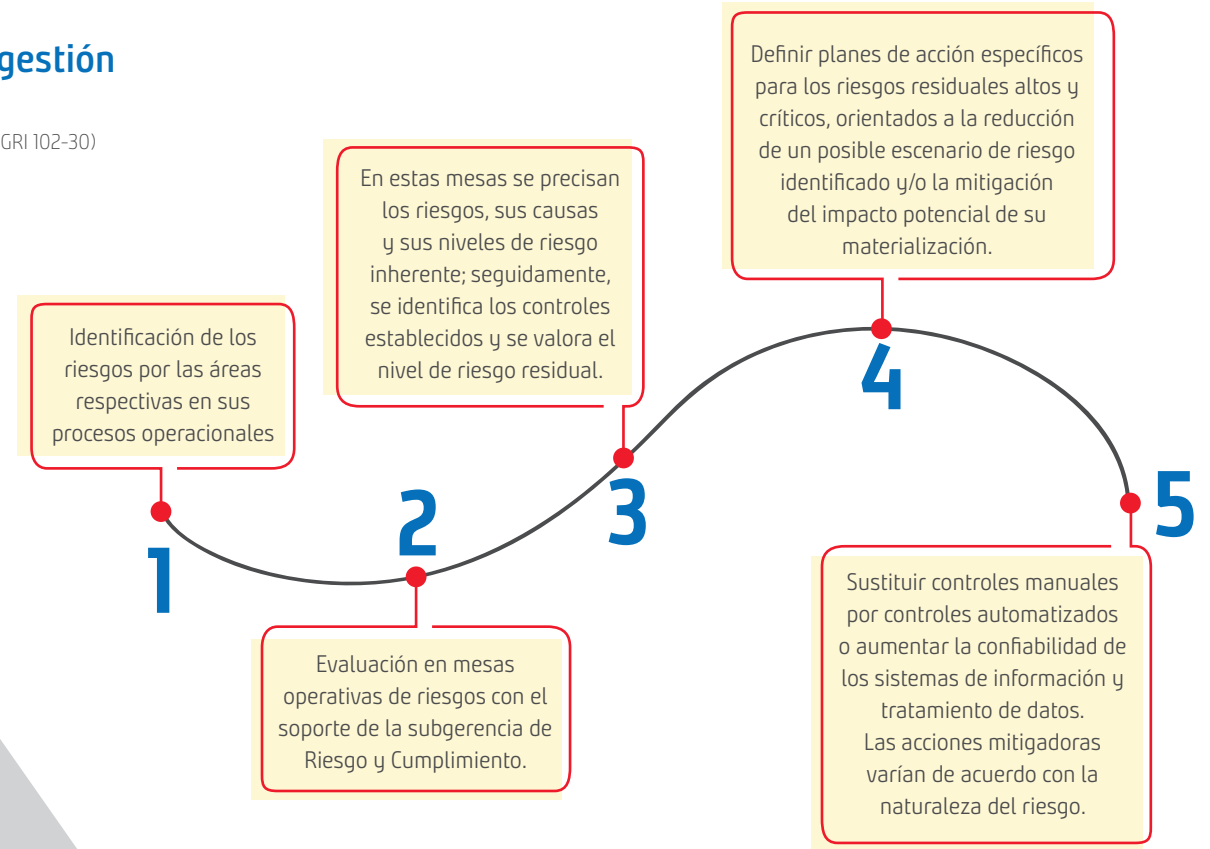 gestión
GRI 102-30)
Identificación de los
riesgos por las áreas
respectivas en sus
procesos operacionales
1
2
Evaluación en mesas
operativas de riesgos con el
soporte de la subgerencia de
Riesgo y Cumplimiento.
En estas mesas se precisan
los riesgos, sus causas
y sus niveles de riesgo
inherente; seguidamente,
se identifica los controles
establecidos y se valora el
nivel de riesgo residual.
3
Definir planes de acción específicos
para los riesgos residuales altos y
críticos, orientados a la reducción
de un posible escenario de riesgo
identificado y/o la mitigación
del impacto potencial de su
materialización.
4
5
Sustituir controles manuales
por controles automatizados
o aumentar la confiabilidad de
los sistemas de información y
tratamiento de datos.
Las acciones mitigadoras
varían de acuerdo con la
naturaleza del riesgo.